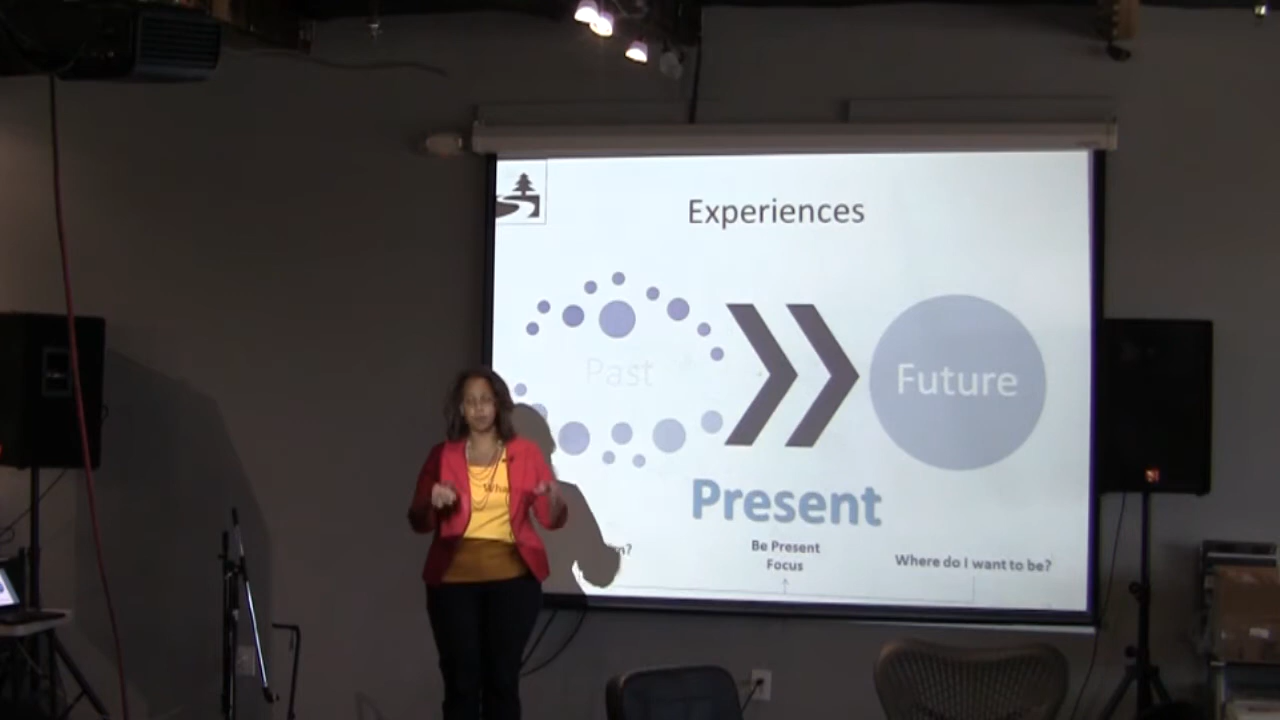 Experiences
Past
Future
Present
Be Present
Focus
Where do I want to be?